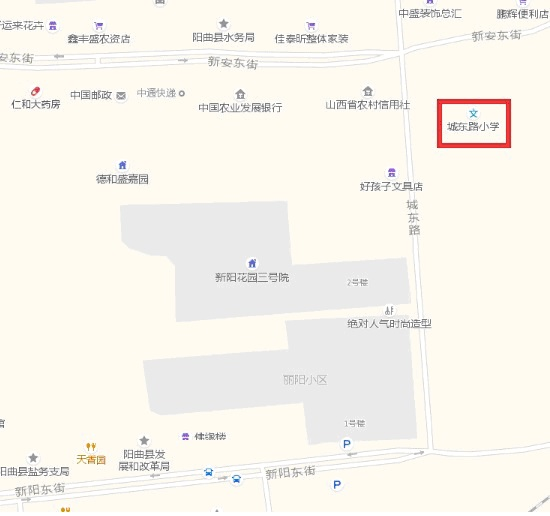 中盛装饰总汇
鹏辉便利店
运来花卉
鑫丰盛农资店
阳曲县水务局
佳泰昕整体家装
新安东街
安东街
新安东街
仁和大药房
中国邮政
中通快递
中国农业发展银行
山西省农村信用社
城东路小学
德和盛嘉园
好孩子文具店
城东路
新阳花园三号院
2号楼
绝对人气时尚造型
丽阳小区
1号楼
馆
佛缘楼
P
天香园
阳曲县发
展和改革局
阳曲县盐务支局
新阳东街
新阳东街
P